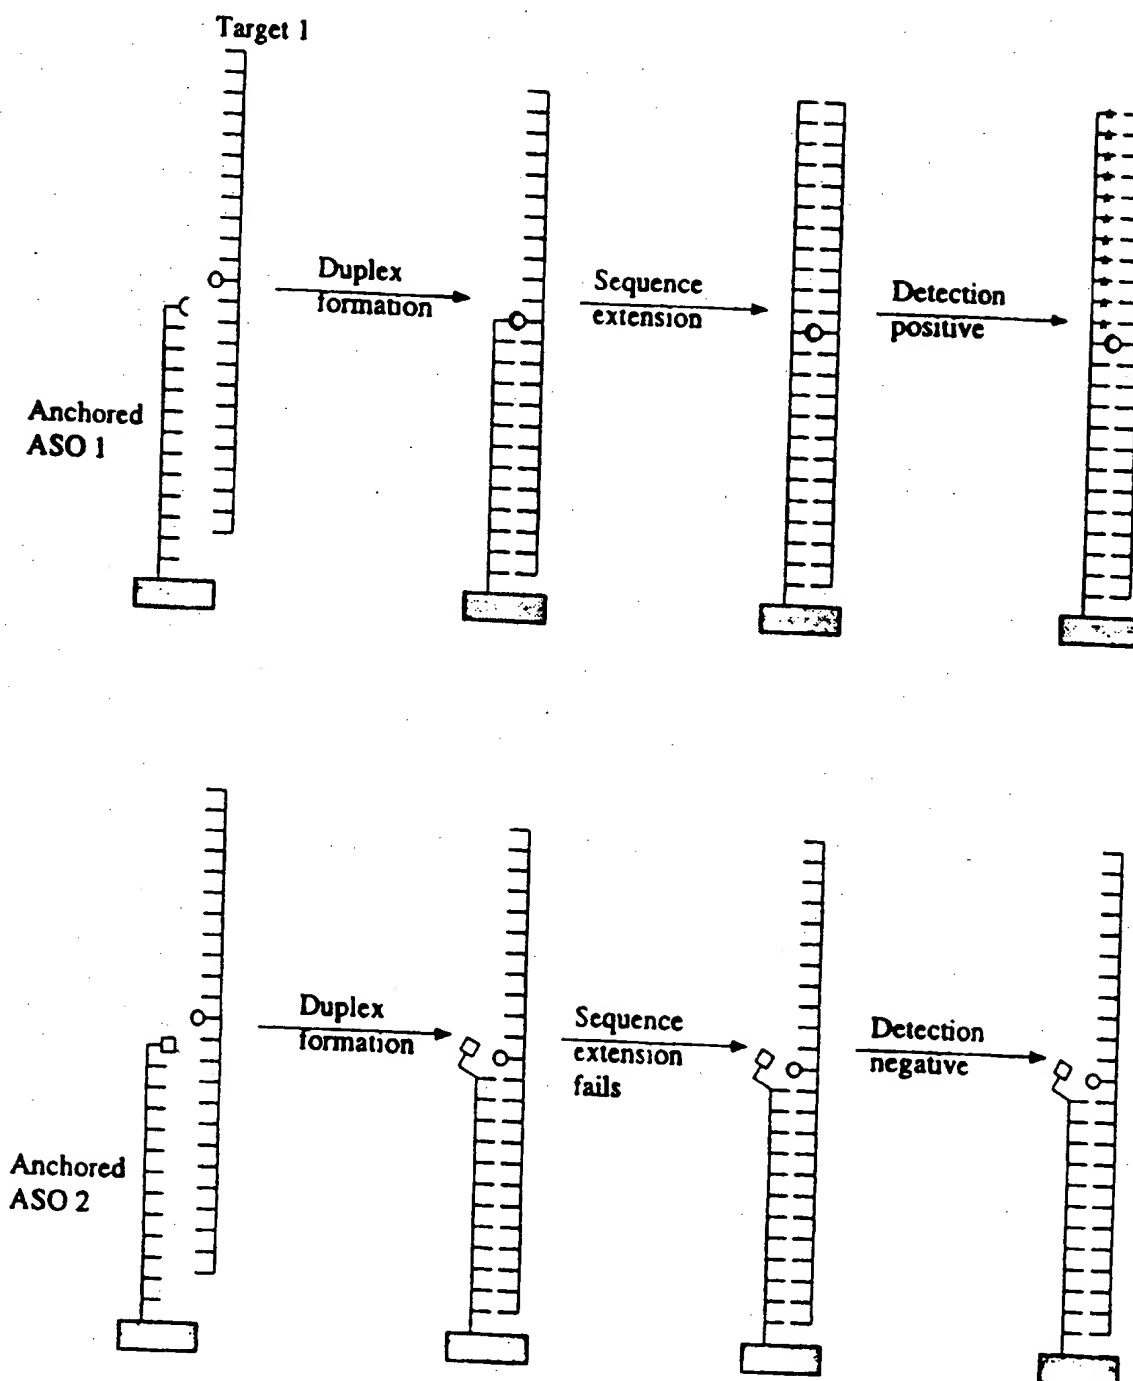 Target 1
Duplex
formation
Sequence
extension
Detection
positive
Anchored
ASO 1
Duplex
formation
Sequence
extension
fails
Detection
negative
Anchored
ASO 2